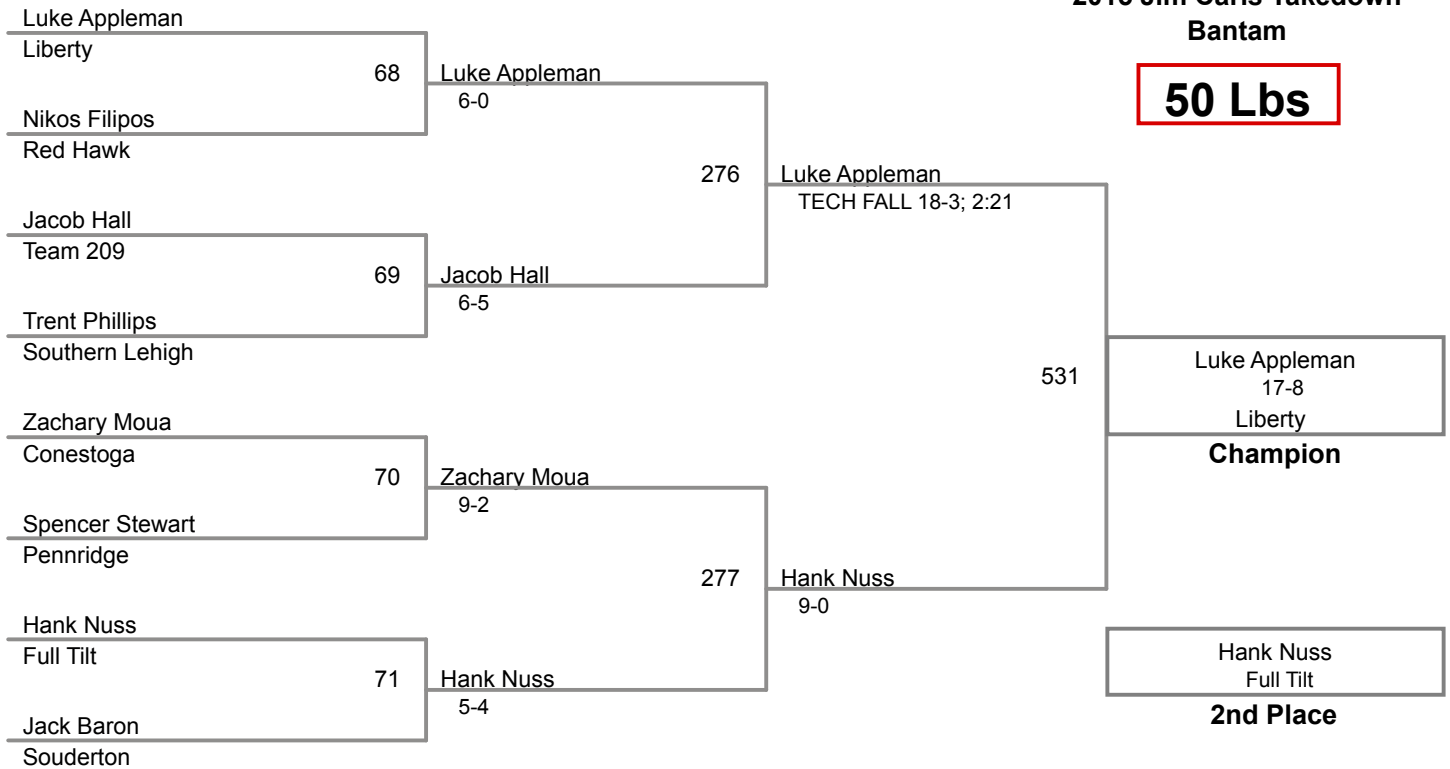 Bantam
50 Lbs
Luke Appleman
Liberty
68
Luke Appleman
6-0
Nikos Filipos
Red Hawk
276
Luke Appleman
TECH FALL 18-3; 2:21
Jacob Hall
Team 209
69
Jacob Hall
6-5
Trent Phillips
Southern Lehigh
531
Luke Appleman
17-8
Liberty
Champion
Zachary Moua
Conestoga
70
Zachary Moua
9-2
Spencer Stewart
Pennridge
277
Hank Nuss
9-0
Hank Nuss
Full Tilt
71
Hank Nuss
5-4
Jack Baron
Souderton
Hank Nuss
Full Tilt
2nd Place